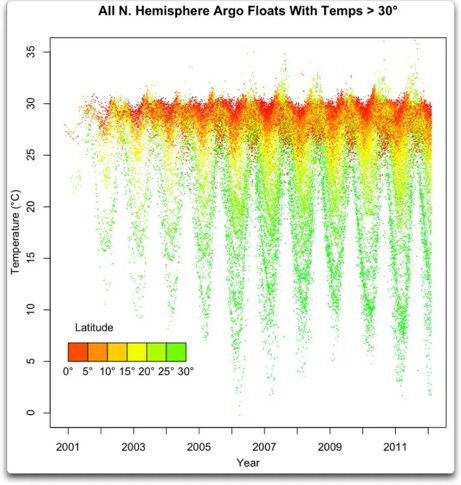 All N. Hemisphere Argo Floats With Temps > 30°
35
30
25
20
15
10
5
0
Temperature (°C)
Latitude
0° 5° 10° 15° 20° 25° 30°
2001 2003 2005 2007 2009 2011
Year